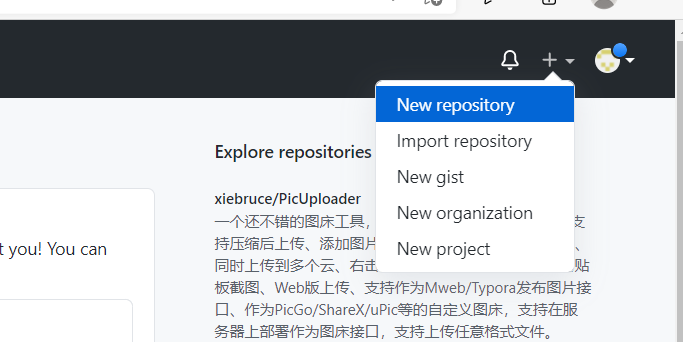 New repository
Import repository
New gist
New organization
New project
Explore repositories
xiebruce/PicUploader
一个还不错的图床工具，
支
持压缩后上传、添加图片
、
同时上传到多个云、右击
贴
板截图、Web版上传、支持作为Mweb/Typora发布图片接
口、作为PicGo/ShareX/uPic等的自定义图床，支持在服
务器上部署作为图床接口，支持上传任意格式文件。
t you! You can